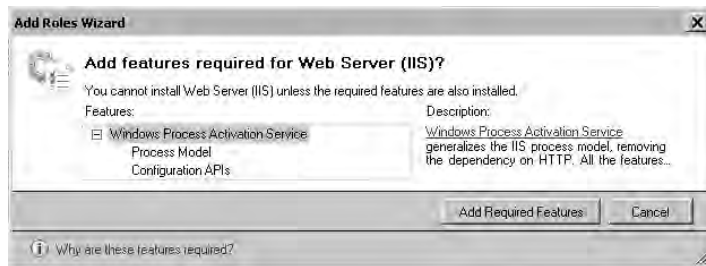 Add Roles Wizard
X
Add features required for Web Server (IIS)?
You cannot install Web Server (IIS) unless the required features are also installed.
Features:
Windows Process Activation Service
Process Model
Configuration APIs
Description:
Windows Process Activation Service
generalizes the IIS process model, removing
the dependency on HTTP. All the features...
Add Required Features
Cancel
Why are these features required?